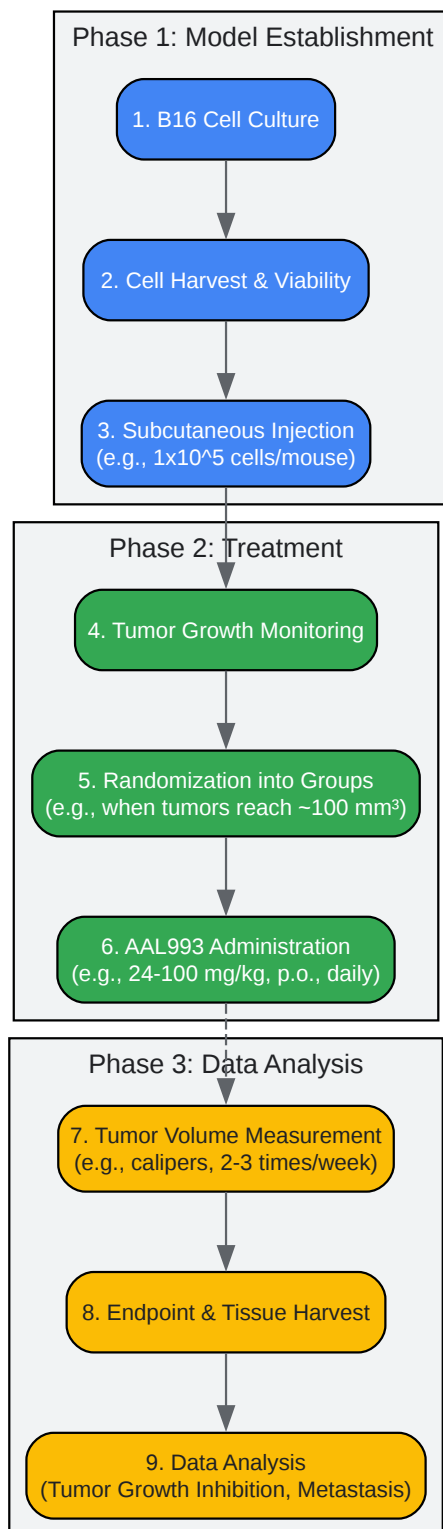 Phase 1: Model Establishment
1. B16 Cell Culture
2. Cell Harvest & Viability
3. Subcutaneous Injection
(e.g., 1x10^5 cells/mouse)
Phase 2: Treatment
4. Tumor Growth Monitoring
5. Randomization into Groups
(e.g., when tumors reach ~100 mm³)
6. AAL993 Administration
(e.g., 24-100 mg/kg, p.o., daily)
Phase 3: Data Analysis
7. Tumor Volume Measurement
(e.g., calipers, 2-3 times/week)
8. Endpoint & Tissue Harvest
9. Data Analysis
(Tumor Growth Inhibition, Metastasis)